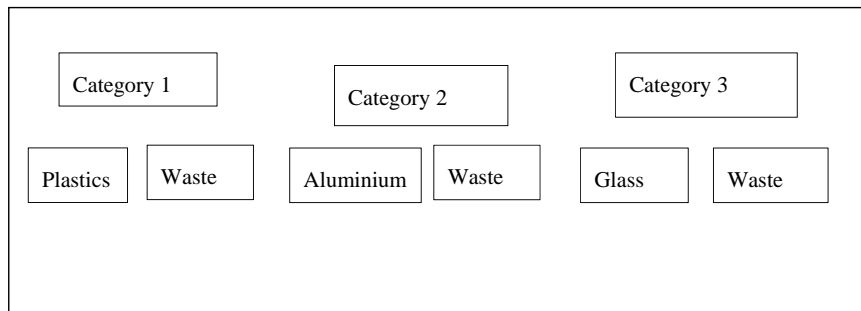 Category 1
Category 2
Category 3
Plastics
Waste
Aluminium
Waste
Glass
Waste